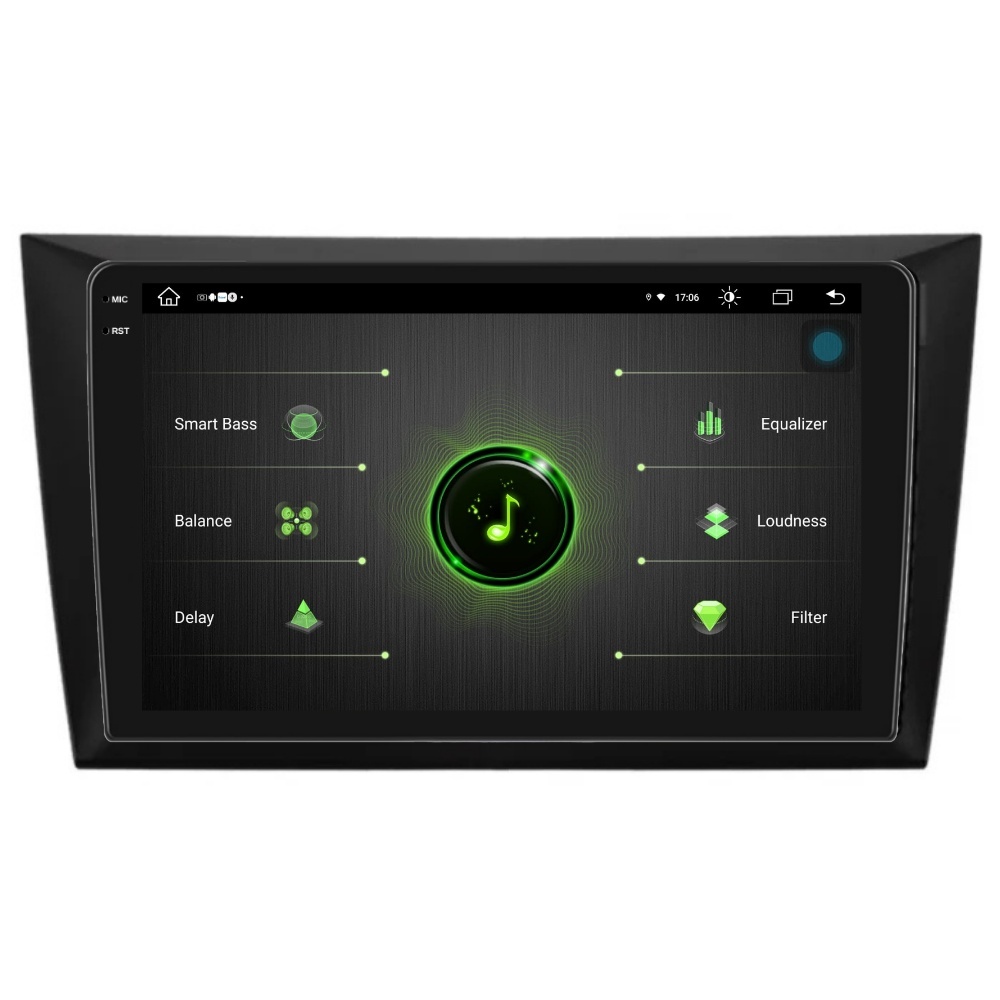 MIC
RST
17:06
Smart Bass
Equalizer
Balance
Loudness
Delay
Filter